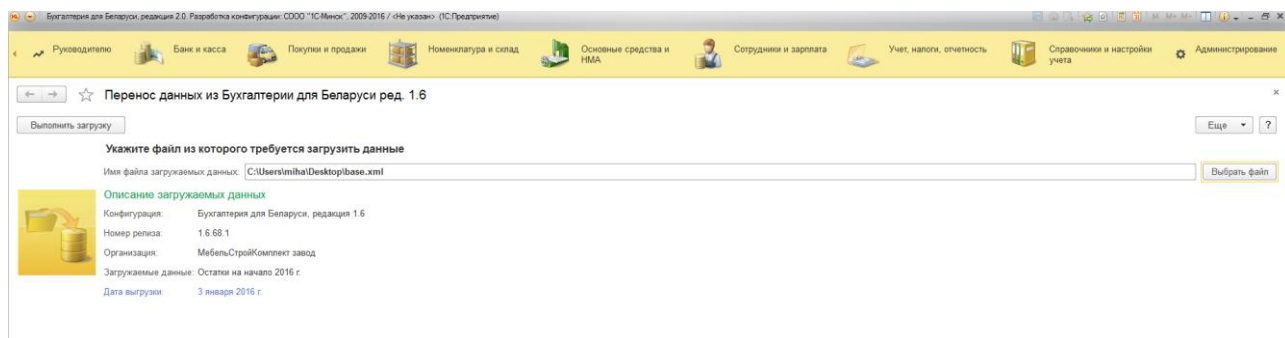 Бухгалтерия для Беларуси, редакция 2.0. Разработка конфигурации: СООО "1С-Минск", 2009-2016 / <Не указан> (1С:Предприятие)
M M+ M-
Руководителю
Банк и касса
Покупки и продажи
Номенклатура и склад
Основные средства и
НМА
Сотрудники и зарплата
Учет, налоги, отчетность
Справочники и настройки
учета
Администрирование
Перенос данных из Бухгалтерии для Беларуси ред. 1.6
Выполнить загрузку
Еще
?
Укажите файл из которого требуется загрузить данные
Имя файла загружаемых данных: C:\Users\miha\Desktop\base.xml
Выбрать файл
Описание загружаемых данных
Конфигурация: Бухгалтерия для Беларуси, редакция 1.6
Номер релиза: 1.6.68.1
Организация: МебельСтройКомплект завод
Загружаемые данные: Остатки на начало 2016 г.
Дата выгрузки: 3 января 2016 г.